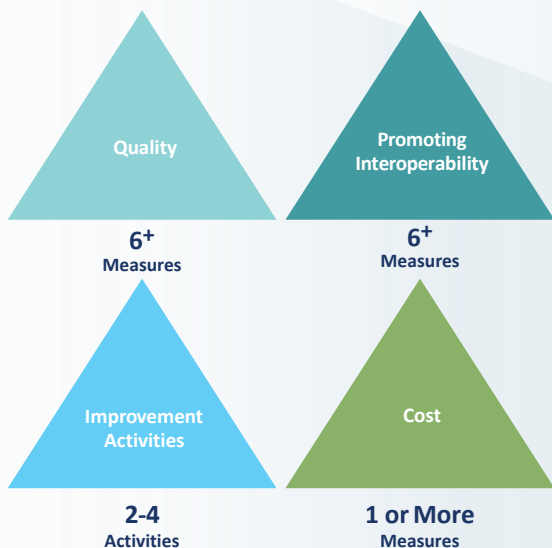 Quality
6+
Measures
Promoting
Interoperability
6+
Measures
Improvement
Activities
2-4
Activities
Cost
1 or More
Measures